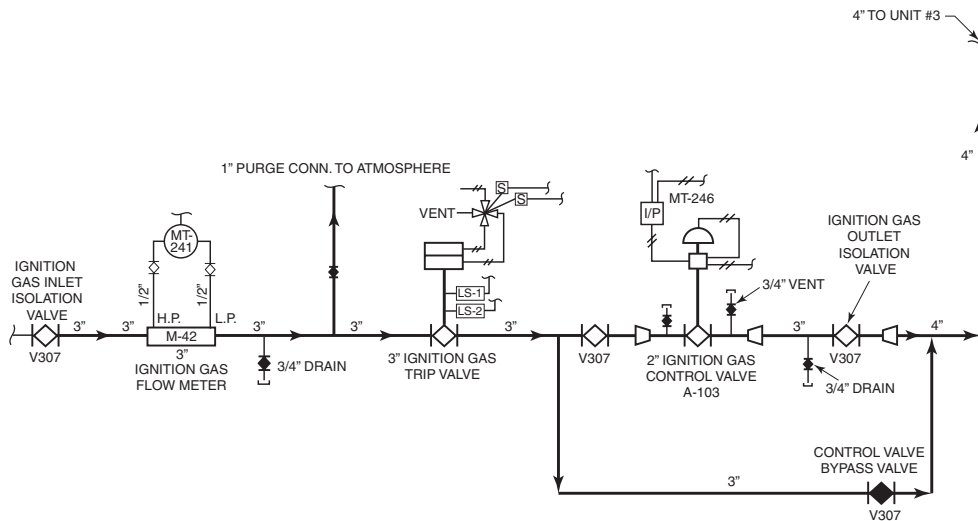 4" TO UNIT #3
4"
1" PURGE CONN. TO ATMOSPHERE
VENT
S
S
I/P
MT-246
IGNITION GAS
OUTLET
ISOLATION
VALVE
MT-
241
IGNITION
GAS INLET
ISOLATION
VALVE
1/2"
1/2"
LS-1
LS-2
3/4" VENT
H.P.
L.P.
3"
3"
M-42
3"
3"
3"
3"
4"
V307
3"
IGNITION GAS
FLOW METER
3/4" DRAIN
3" IGNITION GAS
TRIP VALVE
V307
2" IGNITION GAS
CONTROL VALVE
A-103
V307
3/4" DRAIN
CONTROL VALVE
BYPASS VALVE
3"
V307